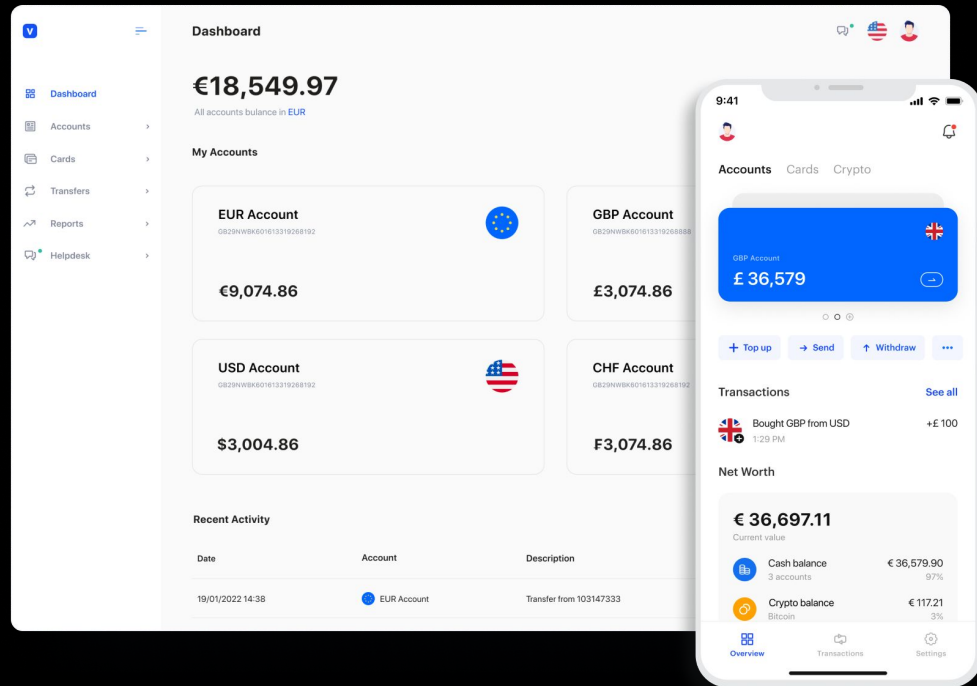 V
Dashboard
Dashboard
Accounts
Cards
Transfers
Reports
Helpdesk
€18,549.97
All accounts bulance in EUR
My Accounts
EUR Account
GB29NWBK601613319268192
€9,074.86
GBP Account
GB29NWBK601613319268888
£3,074.86
USD Account
GB29NWBK601613319268192
$3,004.86
CHF Account
GB29NWBK601613319268192
₣3,074.86
Recent Activity
Date Account Description
19/01/2022 14:38 EUR Account Transfer from 103147333
9:41
Accounts Cards Crypto
GBP Account
£ 36,579
Top up Send Withdraw
Transactions See all
Bought GBP from USD +£ 100
1:29 PM
Net Worth
€ 36,697.11
Current value
Cash balance € 36,579.90
3 accounts 97%
Crypto balance € 117.21
Bitcoin 3%
Overview Transactions Settings